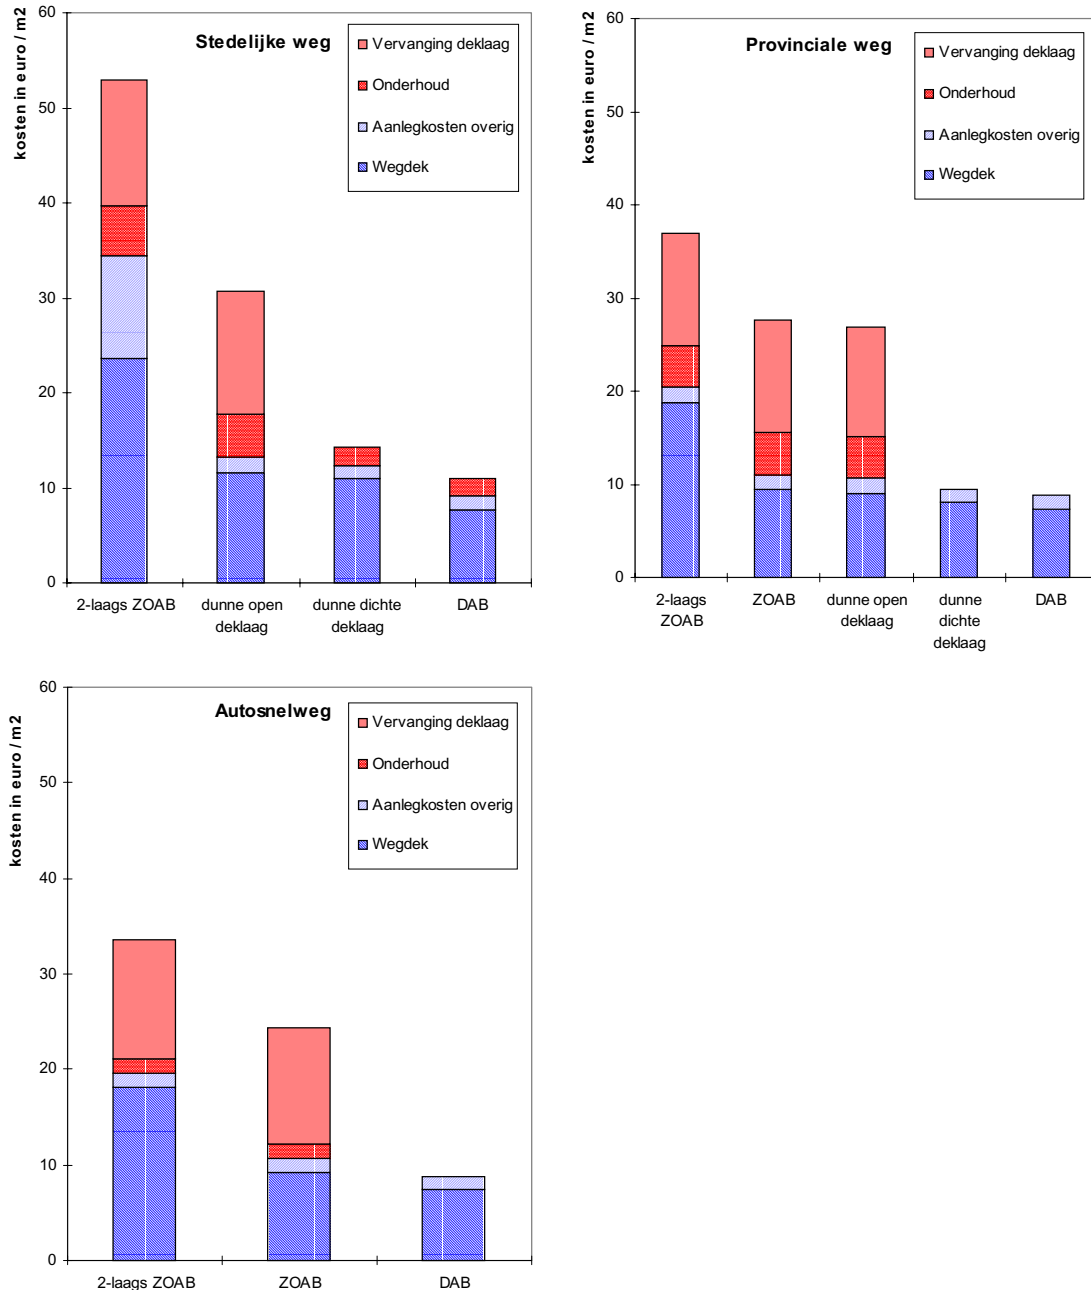 kosten in euro / m2
Stedelijke weg
Vervanging deklaag
Onderhoud
Aanlegkosten overig
Wegdek
60
50
40
30
20
10
0
2-laags ZOAB
dunne open
deklaag
dunne dichte
deklaag
DAB
kosten in euro / m2
Provinciale weg
Vervanging deklaag
Onderhoud
Aanlegkosten overig
Wegdek
60
50
40
30
20
10
0
2-laags
ZOAB
ZOAB
dunne open
deklaag
dunne
dichte
deklaag
DAB
kosten in euro / m2
Autosnelweg
Vervanging deklaag
Onderhoud
Aanlegkosten overig
Wegdek
60
50
40
30
20
10
0
2-laags ZOAB
ZOAB
DAB